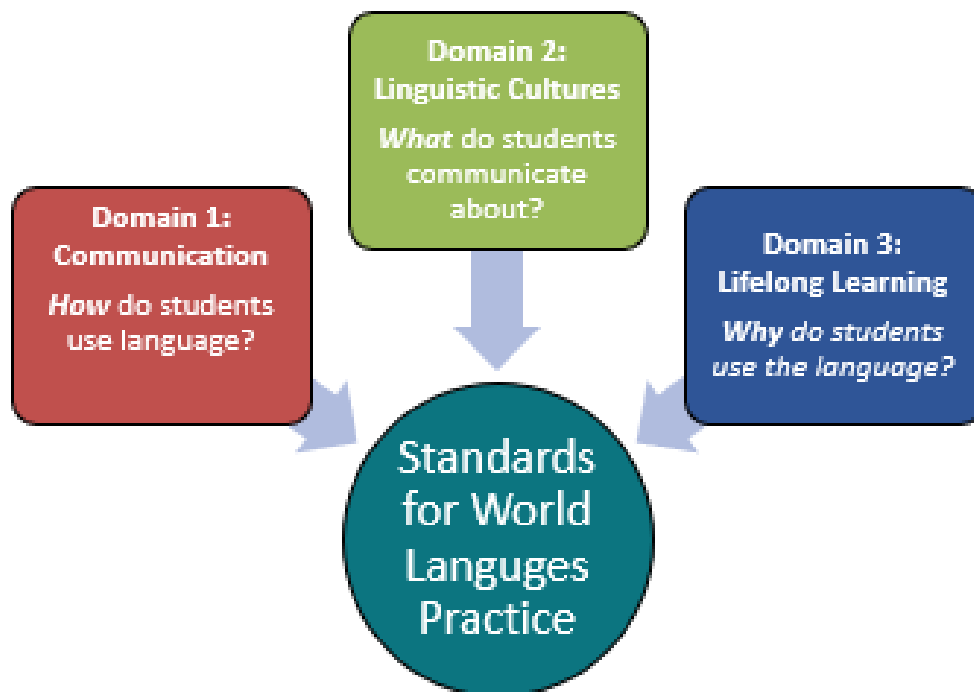 Domain 1:
Communication
How do students
use language?
Domain 2:
Linguistic Cultures
What do students
communicate
about?
Domain 3:
Lifelong Learning
Why do students
use the language?
Standards
for World
Languges
Practice